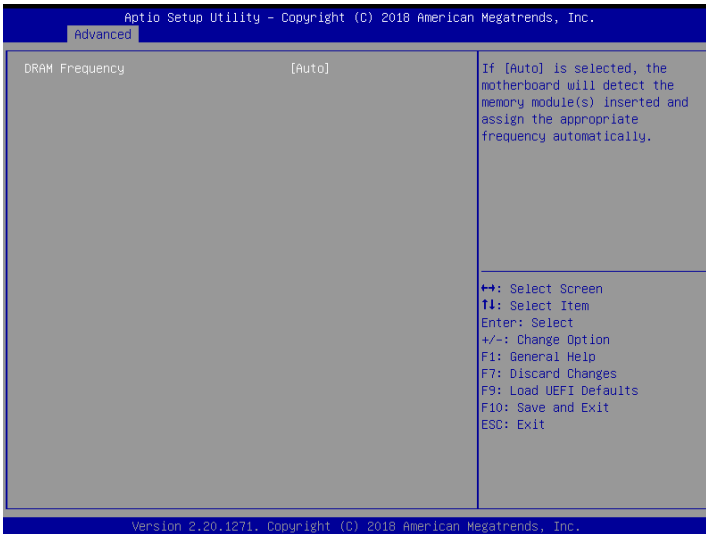 Aptio Setup Utility – Copyright (C) 2018 American Megatrends, Inc.
Advanced
DRAM Frequency [Auto]
If [Auto] is selected, the
motherboard will detect the
memory module(s) inserted and
assign the appropriate
frequency automatically.
↔: Select Screen
↑↓: Select Item
Enter: Select
+/-: Change Option
F1: General Help
F7: Discard Changes
F9: Load UEFI Defaults
F10: Save and Exit
ESC: Exit
Version 2.20.1271. Copyright (C) 2018 American Megatrends, Inc.